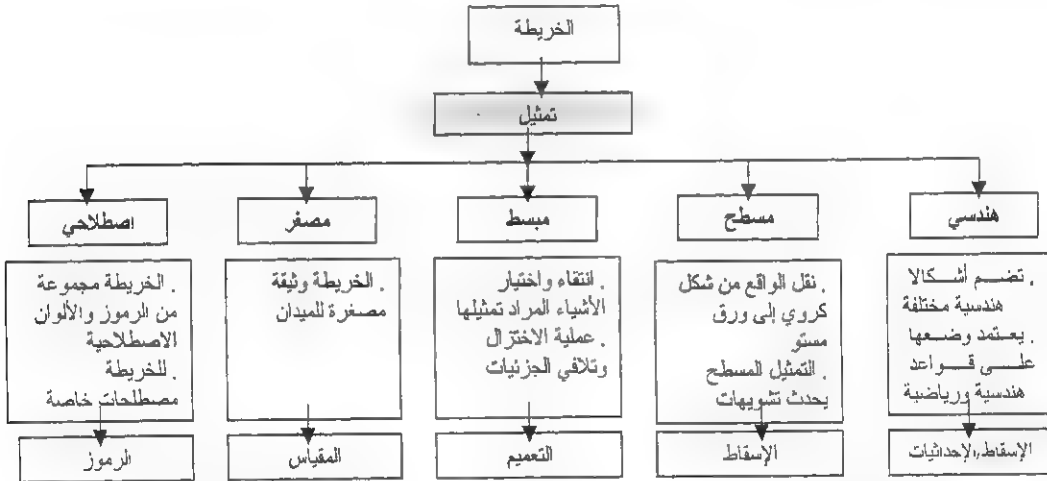 الخريطة
تمثيل
هندسي
. تضم أشكالا
هندسية مختلفة
. يعتمد وضعها
على قواعد
هندسية ورياضية
الإسقاط،الإحداثيات
مسطح
. نقل الواقع من شكل
كروي إلى ورق
مستو
. التمثيل المسطح
يحدث تشويهات
الإسقاط
مبسط
. انتقاء واختيار
الأشياء المراد تمثيلها
. عملية الاختزال
وتلافي الجزئيات
التعميم
مصغر
. الخريطة وثيقة
مصغرة للميدان
المقياس
اصطلاحي
. الخريطة مجموعة
من الرموز والألوان
الاصطلاحية
. للخريطة
مصطلحات خاصة
الرموز